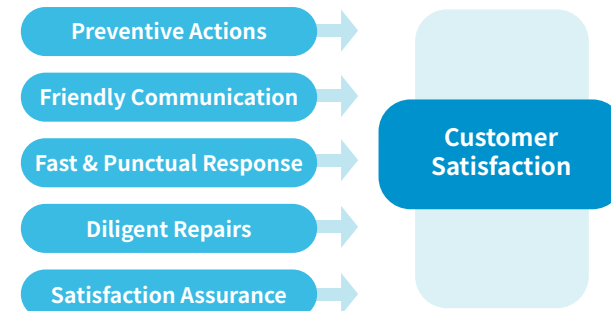 Preventive Actions
Friendly Communication
Fast & Punctual Response
Diligent Repairs
Satisfaction Assurance
Customer
Satisfaction